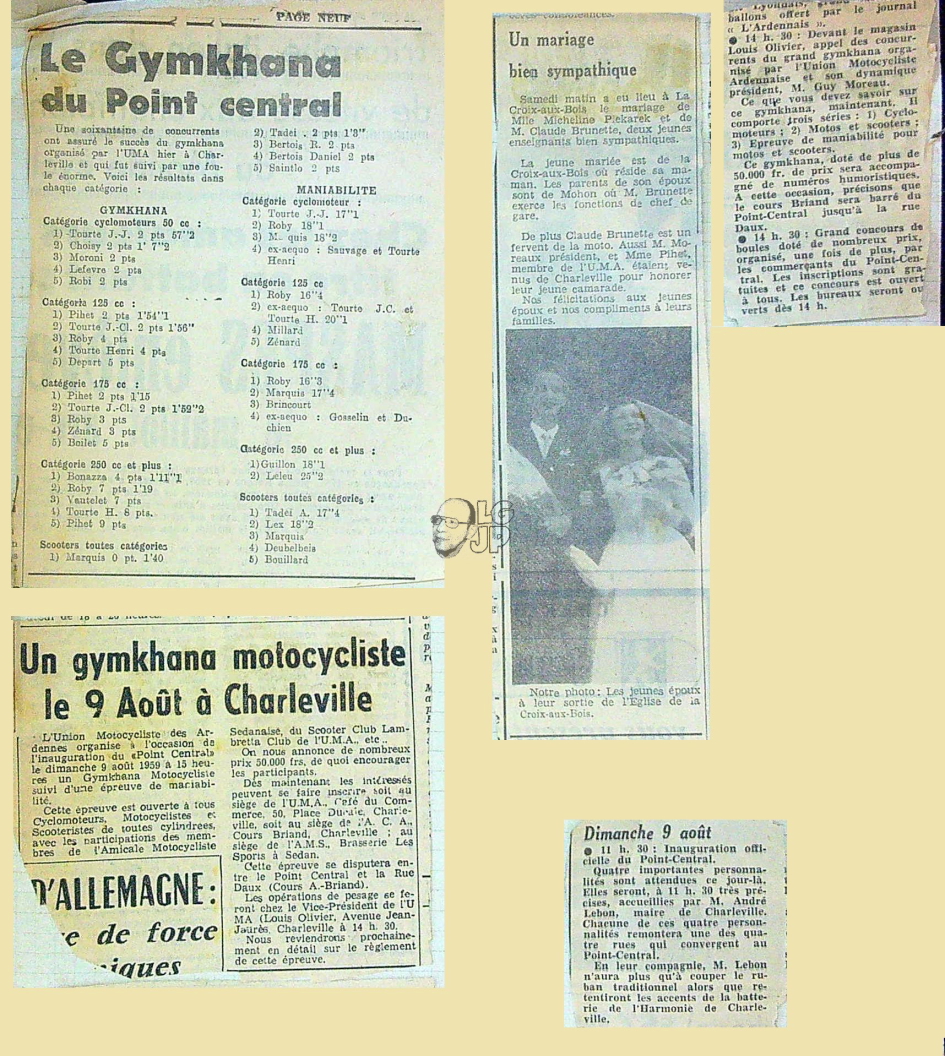 PAGE NEUF
Le Gymkhana
du Point central
Une soixantaine de concurrents
ont assuré le succès du gymkhana
organisé par l'UMA hier à Char-
leville et qui fut suivi par une fou-
le énorme. Voici les résultats dans
chaque catégorie :
GYMKHANA
Catégorie cyclomoteurs 50 cc :
1) Tourte J.-J. 2 pts 57''2
2) Choisy 2 pts 1' 7''2
3) Moroni 2 pts
4) Lefevre 2 pts
5) Robi 2 pts
Catégorie 125 cc :
1) Pihet 2 pts 1'54''1
2) Tourte J.-Cl. 2 pts 1'56''
3) Roby 4 pts
4) Tourte Henri 4 pts
5) Depart 5 pts
Catégorie 175 cc :
1) Pihet 2 pts 1'15
2) Tourte J.-Cl. 2 pts 1'52''2
3) Roby 3 pts
4) Zénard 3 pts
5) Bailet 5 pts
Catégorie 250 cc et plus :
1) Bonazza 4 pts 1'11''1
2) Roby 7 pts 1'19
3) Vautelet 7 pts
4) Tourte H. 8 pts.
5) Pihet 9 pts
Scooters toutes catégories
1) Marquis 0 pt. 1'40
2) Tadei . 2 pts 1'3''
3) Bertois R. 2 pts
4) Bertois Daniel 2 pts
5) Saintlo 2 pts
MANIABILITE
Catégorie cyclomoteur :
1) Tourte J.-J. 17''1
2) Roby 18''1
3) M quis 18''2
4) ex-aequo : Sauvage et Tourte
Henri
Catégorie 125 cc
1) Roby 16''4
2) ex-aequo : Tourte J.C. et
Tourte H. 20''1
4) Millard
5) Zénard
Catégorie 175 cc :
1) Roby 16''3
2) Marquis 17''4
3) Brincourt
4) ex-aequo : Gosselin et Du-
chien
Catégorie 250 cc et plus :
1) Guillon 18''1
2) Leleu 25''2
Scooters toutes catégories :
1) Tadéi A. 17''4
2) Lex 18''2
3) Marquis
4) Deubelbeis
5) Bouillard
Un mariage
bien sympathique
Samedi matin a eu lieu à La
Croix-aux-Bois le mariage de
Mlle Micheline Piekarek et de
M. Claude Brunette, deux jeunes
enseignants bien sympathiques.
La jeune mariée est de la
Croix-aux-Bois où réside sa ma-
man. Les parents de son époux
sont de Mohon où M. Brunette
exerce les fonctions de chef de
gare.
De plus Claude Brunette est un
fervent de la moto. Aussi M. Mo-
reaux président, et Mme Pihet,
membre de l'U.M.A. étaient ve-
nus de Charleville pour honorer
leur jeune camarade.
Nos félicitations aux jeunes
époux et nos compliments à leurs
familles.
Notre photo : Les jeunes époux
à leur sortie de l'Eglise de la
Croix-aux-Bois.
Lyonnais,
ballons offert par le journal
« L'Ardennais ».
● 14 h. 30 : Devant le magasin
Louis Olivier, appel des concur-
rents du grand gymkhana orga-
nisé par l'Union Motocycliste
Ardennaise et son dynamique
président, M. Guy Moreau.
Ce que vous devez savoir sur
ce gymkhana, maintenant. Il
comporte trois séries : 1) Cyclo-
moteurs ; 2) Motos et scooters ;
3) Epreuve de maniabilité pour
motos et scooters.
Ce gymkhana, doté de plus de
50.000 fr. de prix sera accompa-
gné de numéros humoristiques.
A cette occasion, précisons que
le cours Briand sera barré du
Point-Central jusqu'à la rue
Daux.
● 14 h. 30 : Grand concours de
boules doté de nombreux prix,
organisé, une fois de plus, par
les commerçants du Point-Cen-
tral. Les inscriptions sont gra-
tuites et ce concours est ouvert
à tous. Les bureaux seront ou
verts dès 14 h.
LG
JP
Un gymkhana motocycliste
le 9 Août à Charleville
L'Union Motocycliste des Ar-
dennes organise à l'occasion de
l'inauguration du «Point Central»
le dimanche 9 août 1959 à 15 heu-
res un Gymkhana Motocycliste
suivi d'une épreuve de maniabi-
lité.
Cette épreuve est ouverte à tous
Cyclomoteurs, Motocyclistes et
Scooteristes de toutes cylindrées,
avec les participations des mem-
bres de l'Amicale Motocycliste
Sedanaise, du Scooter Club Lam-
bretta Club de l'U.M.A., etc..
On nous annonce de nombreux
prix 50.000 frs, de quoi encourager
les participants.
Dès maintenant les intéressés
peuvent se faire inscrire soit au
siège de l'U.M.A., Café du Com-
merce, 50, Place Ducale, Charle-
ville, soit au siège de l'A. C. A.,
Cours Briand, Charleville ; au
siège de l'A.M.S., Brasserie Les
Sports à Sedan.
Cette épreuve se disputera en-
tre le Point Central et la Rue
Daux (Cours A.-Briand).
Les opérations de pesage se fe-
ront chez le Vice-Président de l'U
MA (Louis Olivier, Avenue Jean-
Jaurès, Charleville à 14 h. 30.
Nous reviendrons prochaine-
ment en détail sur le règlement
de cette épreuve.
D'ALLEMAGNE :
e de force
niques
Dimanche 9 août
● 11 h. 30 : Inauguration offi-
cielle du Point-Central.
Quatre importantes personna-
lités sont attendues ce jour-là.
Elles seront, à 11 h. 30 très pré-
cises, accueillies par M. André
Lebon, maire de Charleville.
Chacune de ces quatre person-
nalités remontera une des qua-
tre rues qui convergent au
Point-Central.
En leur compagnie, M. Lebon
n'aura plus qu'à couper le ru-
ban traditionnel alors que re-
tentiront les accents de la batte-
rie de l'Harmonie de Charle-
ville.